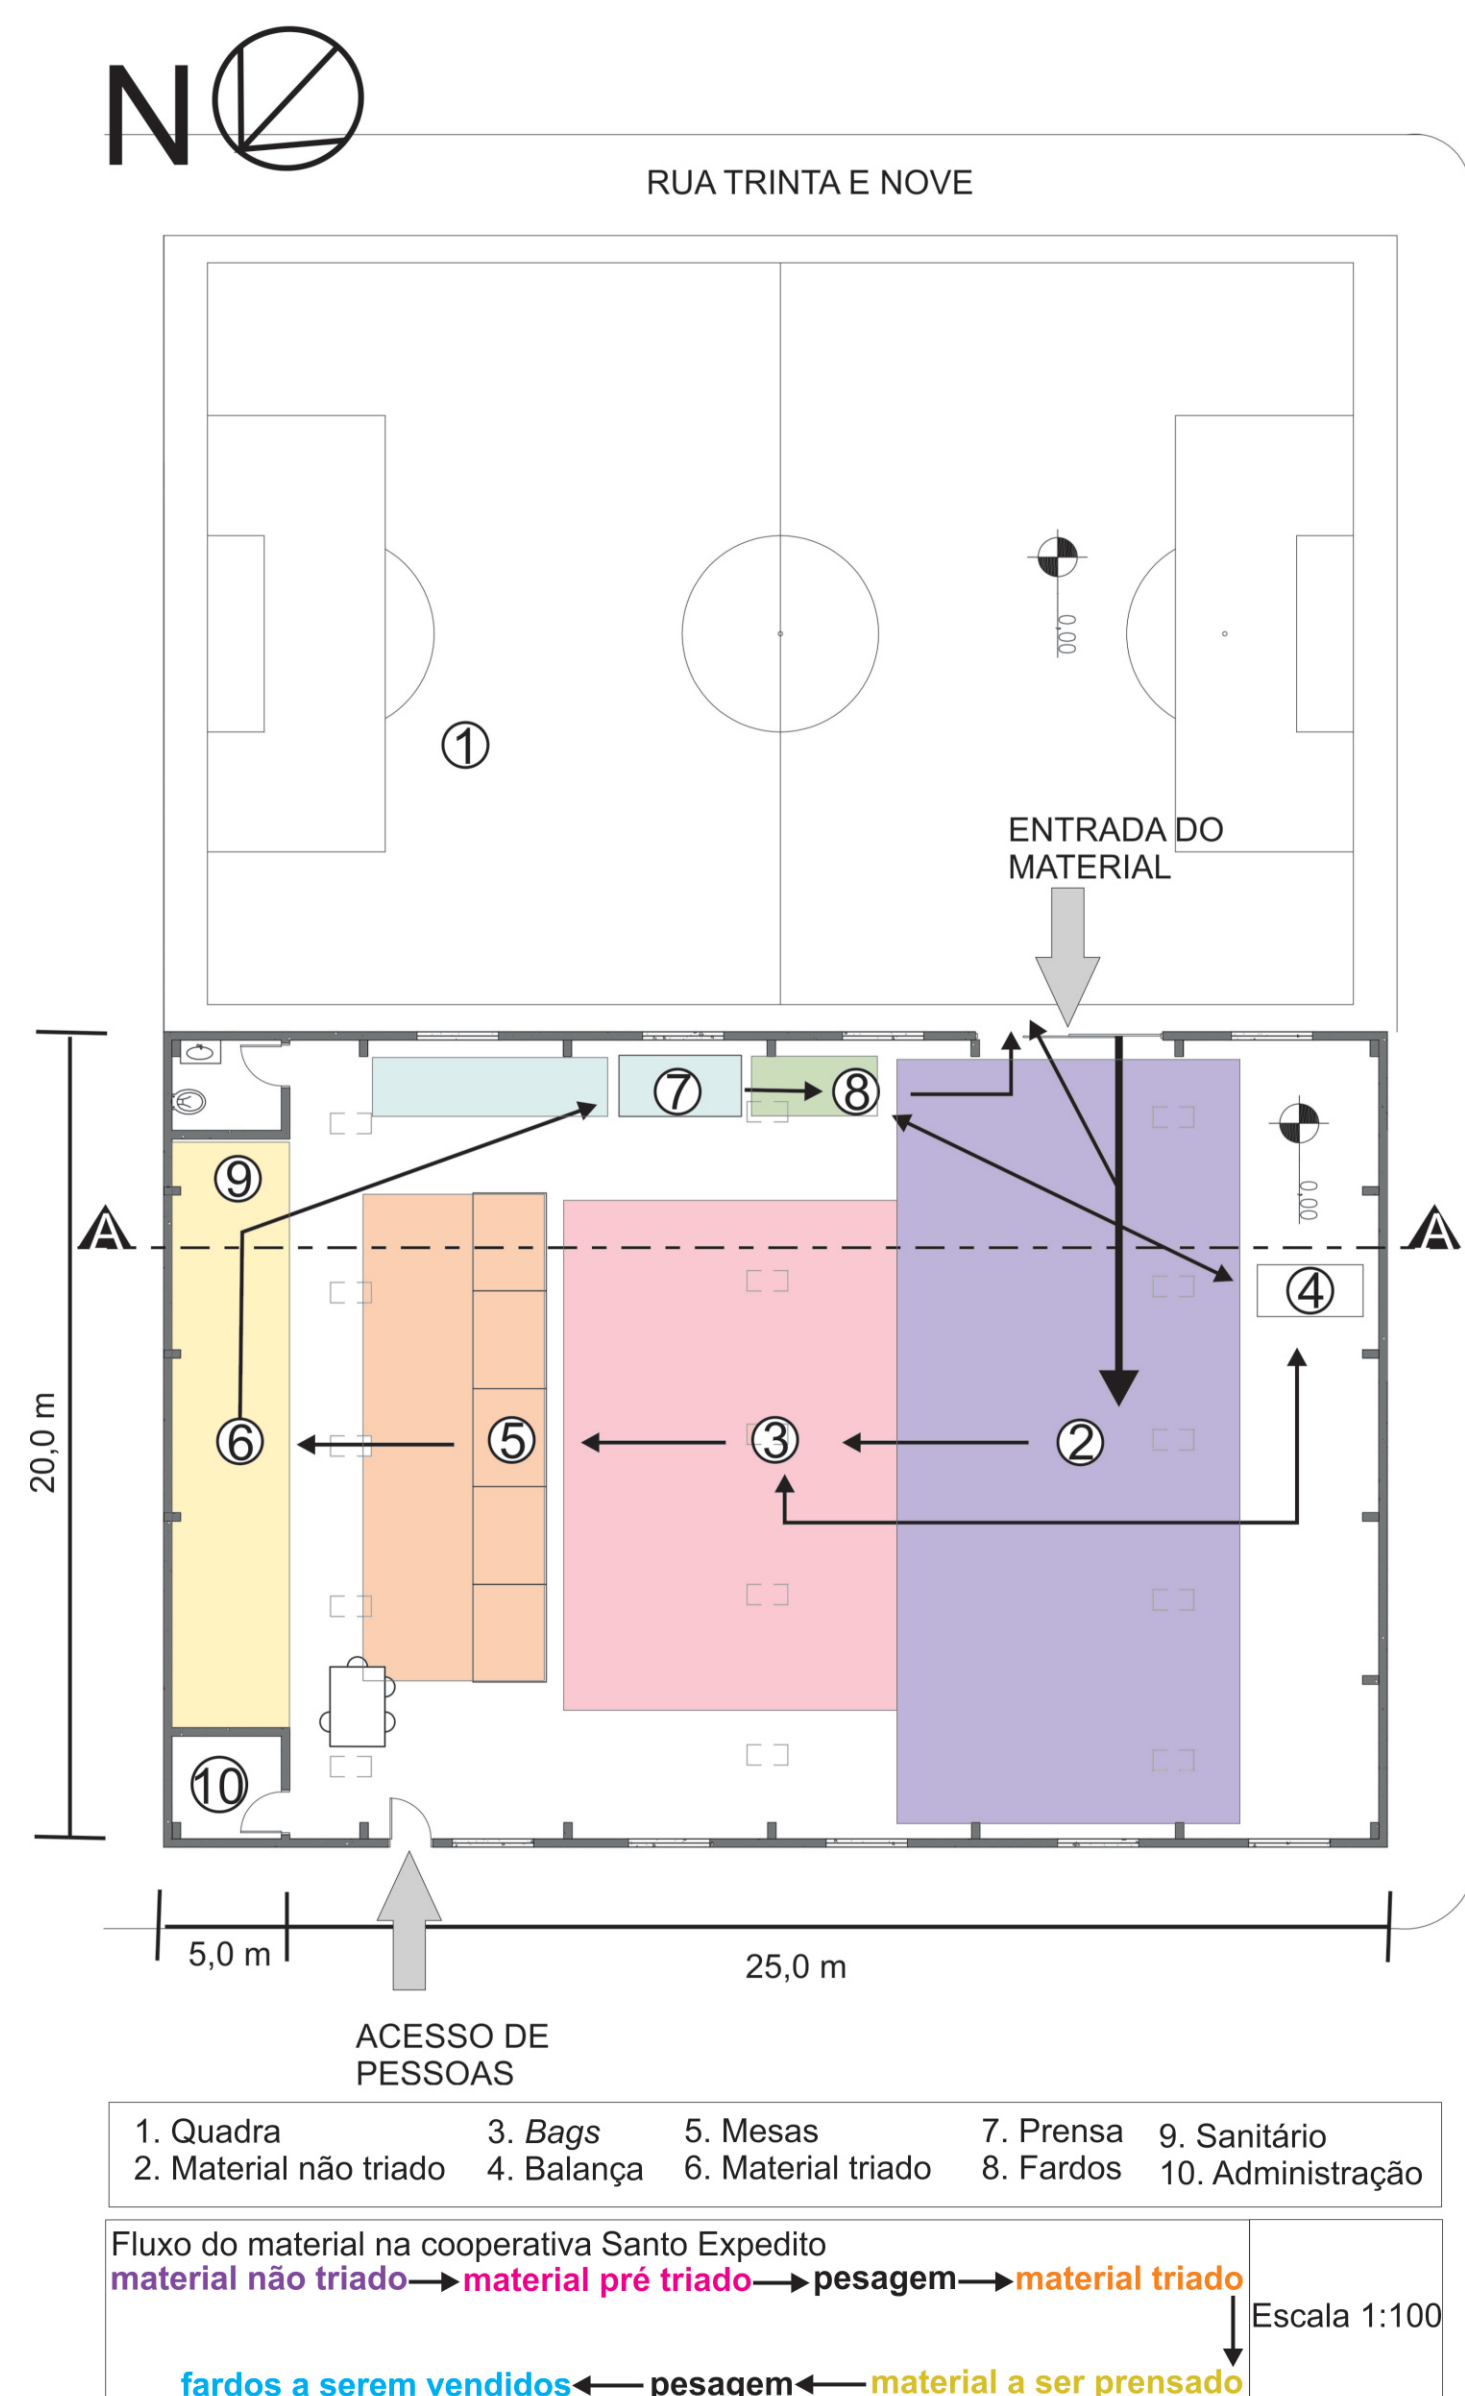 N
RUA TRINTA E NOVE
0,00
1
ENTRADA DO
MATERIAL
7
8
9
0,00
A
A
4
6
5
3
2
20,0 m
10
5,0 m
25,0 m
ACESSO DE
PESSOAS
1. Quadra
2. Material não triado
3. Bags
4. Balança
5. Mesas
6. Material triado
7. Prensa
8. Fardos
9. Sanitário
10. Administração
Fluxo do material na cooperativa Santo Expedito
material não triado material pré triado pesagem material triado
Escala 1:100
fardos a serem vendidos pesagem material a ser prensado